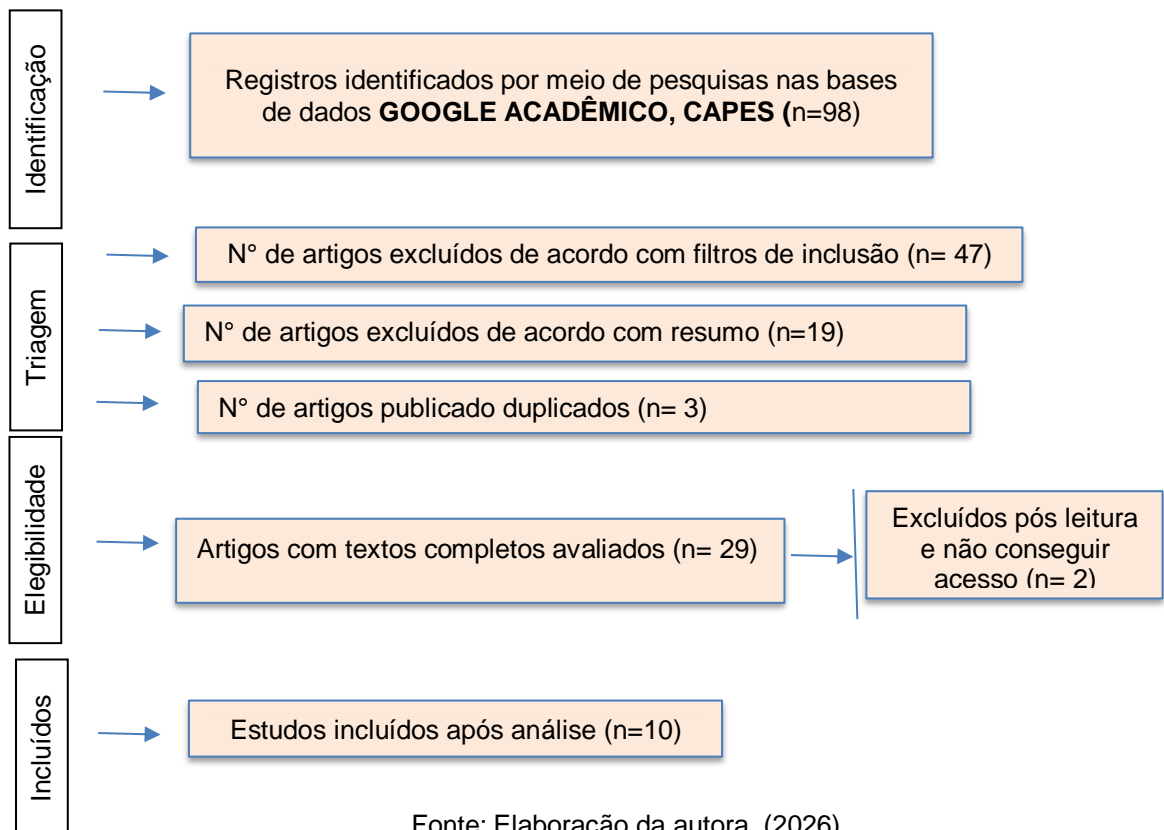 Identificação
Registros identificados por meio de pesquisas nas bases
de dados GOOGLE ACADÊMICO, CAPES (n=98)
Triagem
N° de artigos excluídos de acordo com filtros de inclusão (n= 47)
N° de artigos excluídos de acordo com resumo (n=19)
N° de artigos publicado duplicados (n= 3)
Elegibilidade
Artigos com textos completos avaliados (n= 29)
Excluídos pós leitura
e não conseguir
acesso (n= 2)
Incluídos
Estudos incluídos após análise (n=10)
Fonte: Elaboração da autora, (2026)